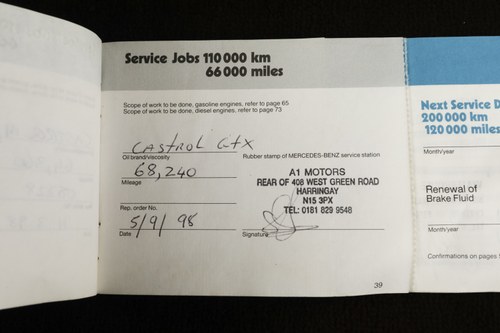 Service Jobs 110 000 km
66 000 miles
Scope of work to be done, gasoline engines, refer to page 65
Scope of work to be done, diesel engines, refer to page 73
CASTROL GTX
Oil brand/viscosity
Rubber stamp of MERCEDES-BENZ service station
68,240
Mileage
A1 MOTORS
REAR OF 408 WEST GREEN ROAD
HARRINGAY
N15 3PX
TEL: 0181 829 9548
Rep. order No.
5/9/98
Date
Signature
39
Next Service D
200 000 km
120 000 miles
Month/year
Renewal of
Brake Fluid
Month/year
Confirmations on pages